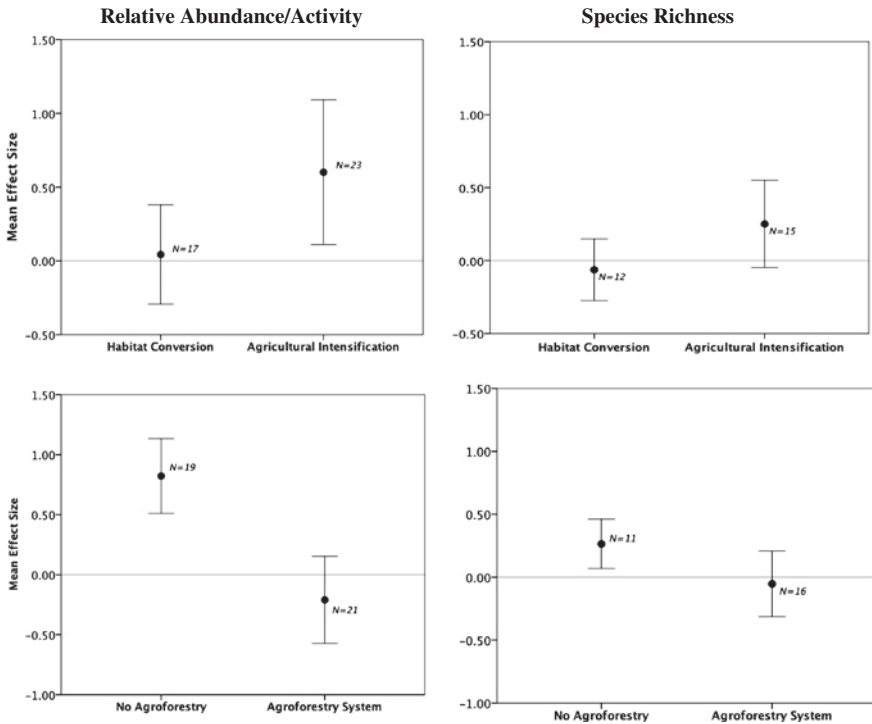 Relative Abundance/Activity
Species Richness
Mean Effect Size
1.50
1.00
0.50
0.00
−0.50
N=17
N=23
Habitat Conversion
Agricultural Intensification
1.50
1.00
0.50
0.00
−0.50
N=12
N=15
Habitat Conversion
Agricultural Intensification
Mean Effect Size
1.50
1.00
0.50
0.00
−0.50
−1.00
N=19
N=21
No Agroforestry
Agroforestry System
1.50
1.00
0.50
0.00
−0.50
−1.00
N=11
N=16
No Agroforestry
Agroforestry System